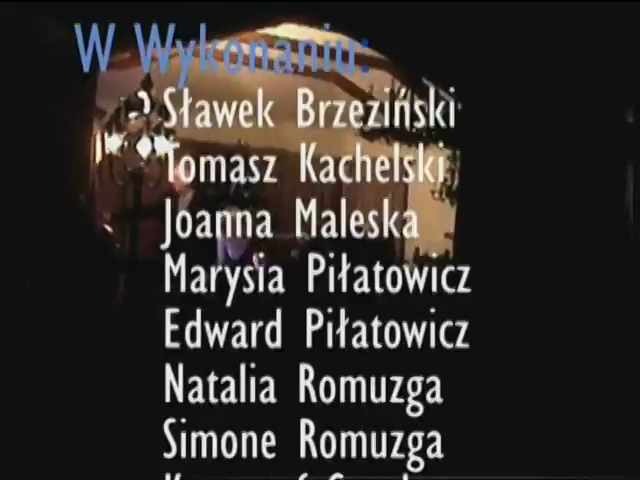 W Wykonaniu:
Sławek Brzeziński
Tomasz Kachelski
Joanna Maleska
Marysia Piłatowicz
Edward Piłatowicz
Natalia Romuzga
Simone Romuzga